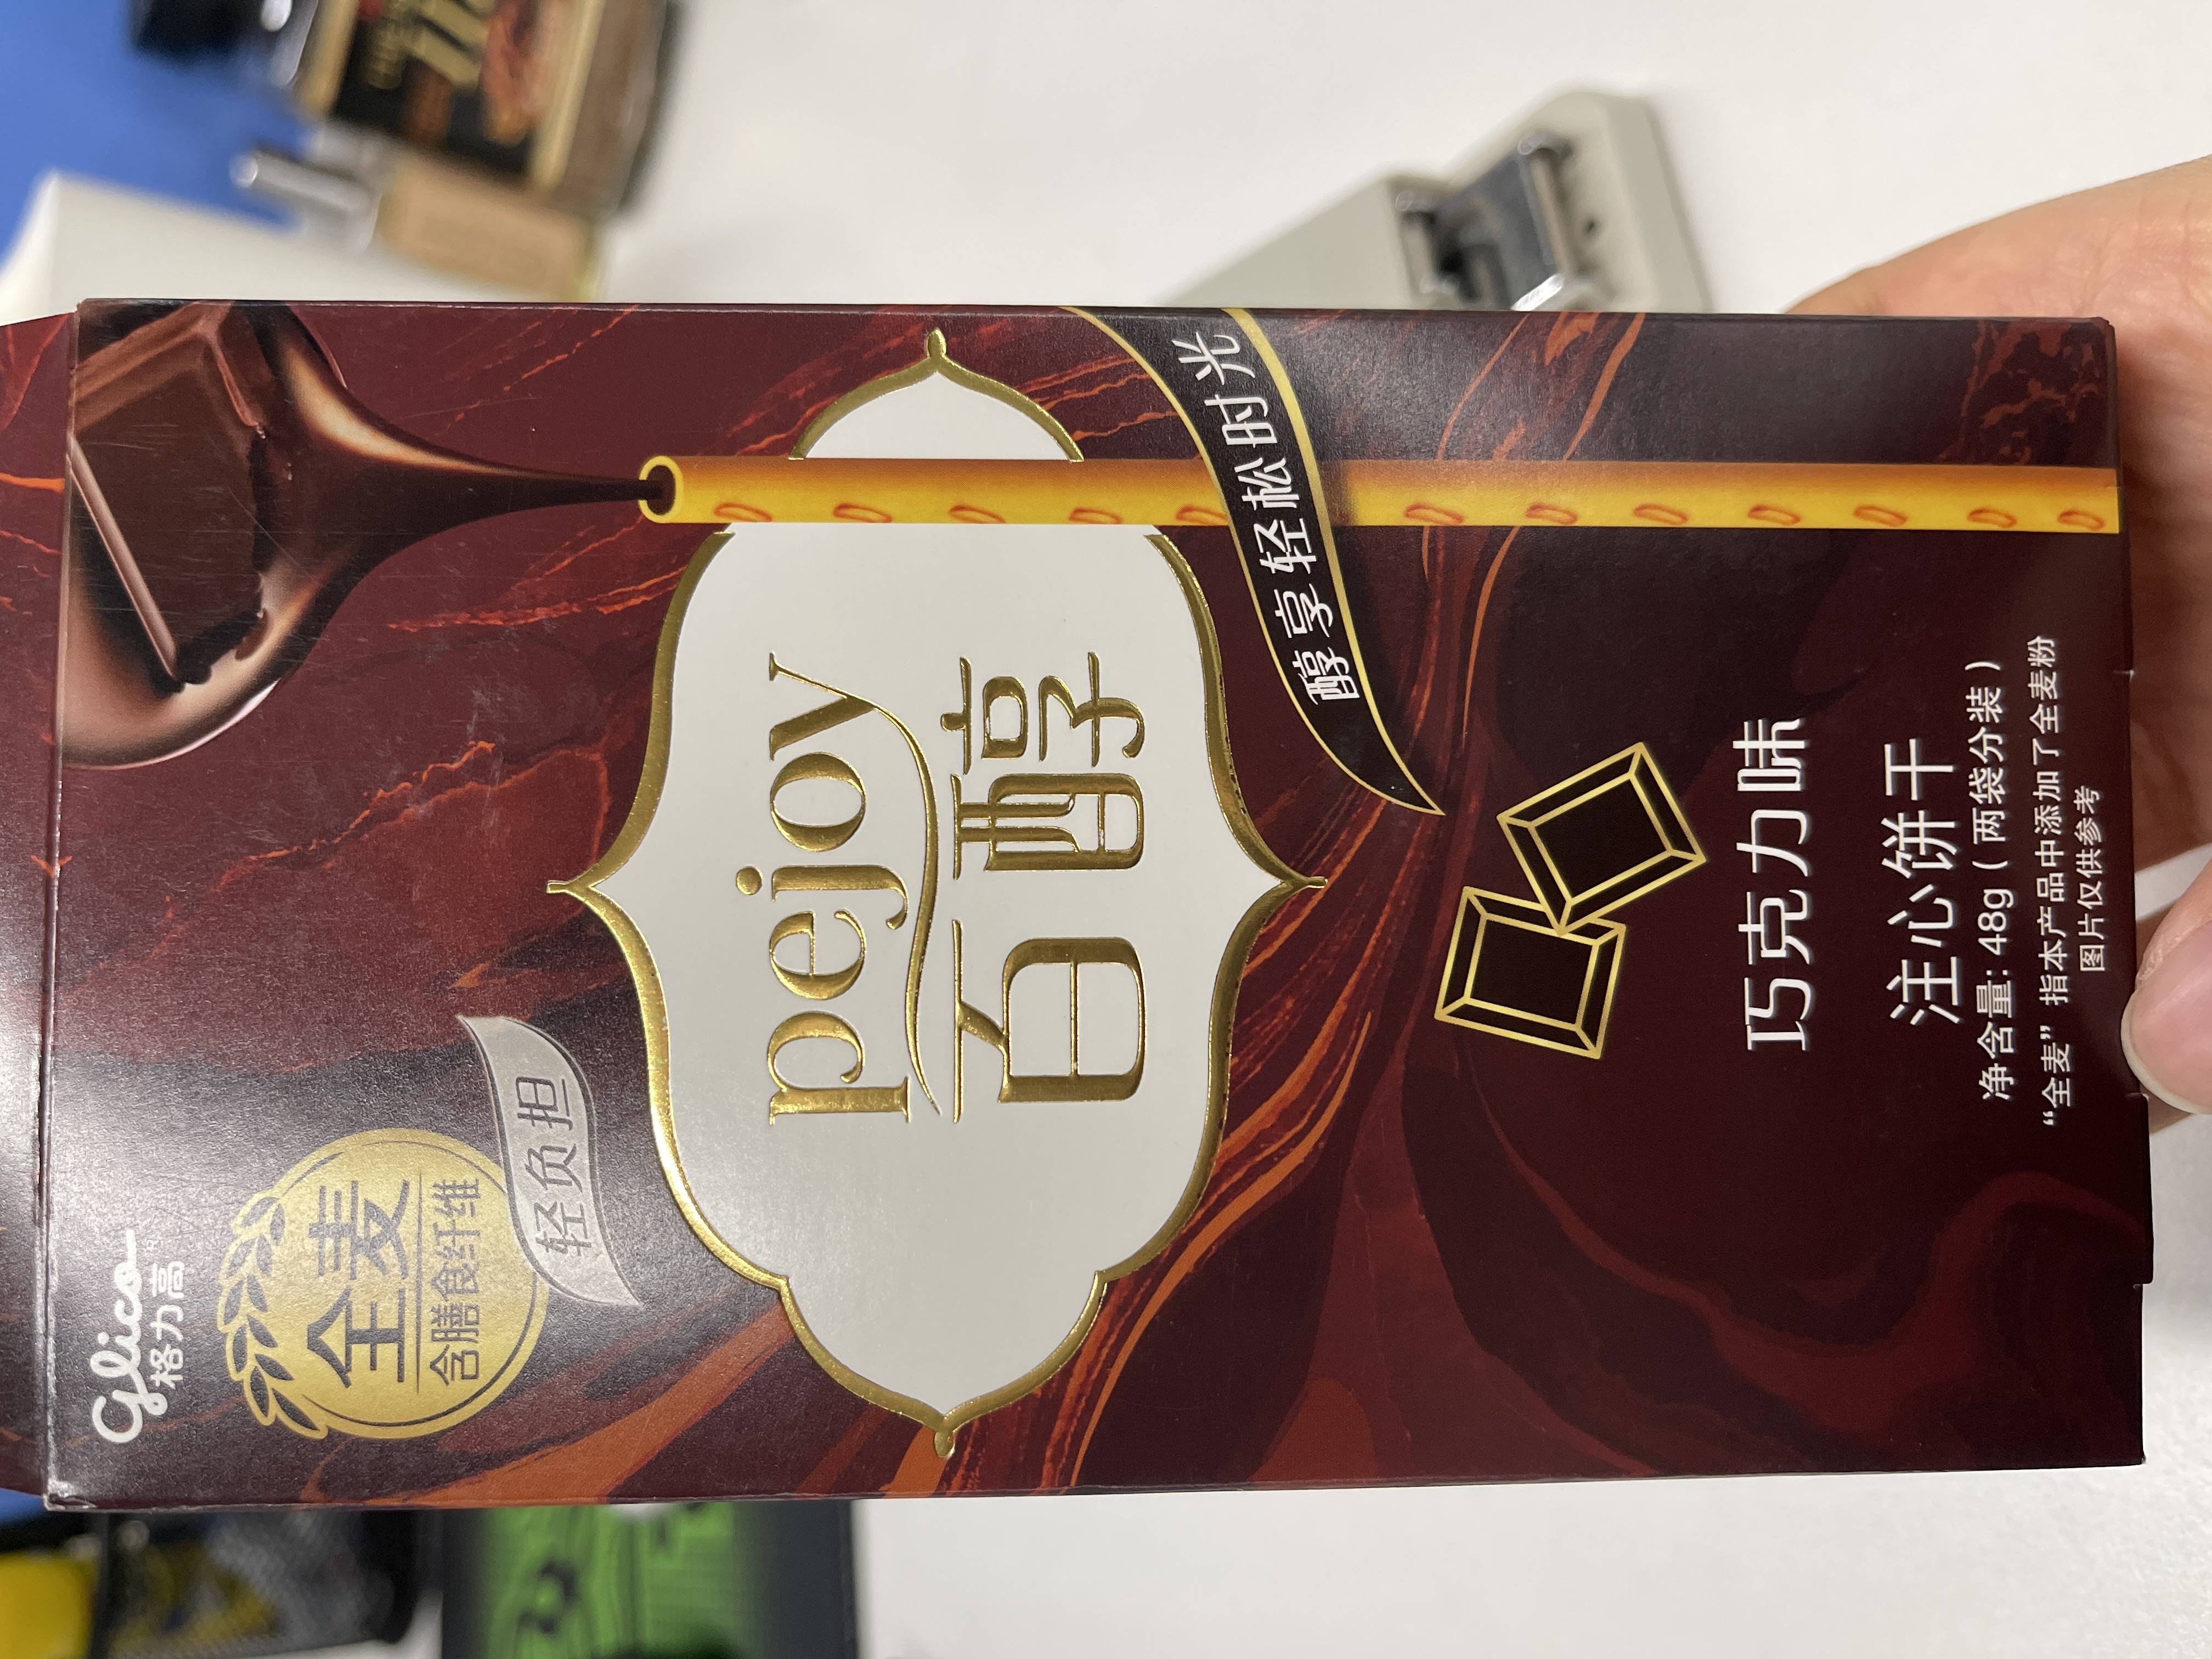 Glico
格力高
全麦
含膳食纤维
轻负担
pejoy
百醇
醇享轻松时光
巧克力味
注心饼干
净含量: 48g ( 两袋分装 )
“全麦” 指本产品中添加了全麦粉
图片仅供参考